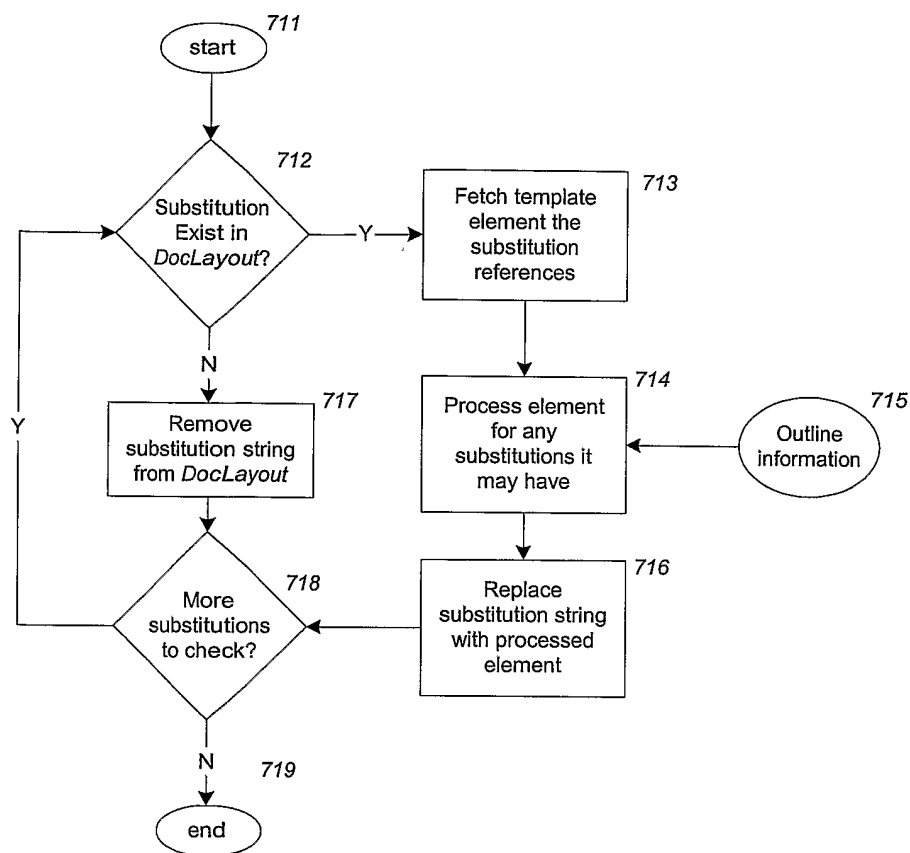 711
start
712
Substitution
Exist in
DocLayout?
Y
713
Fetch template
element the
substitution
references
N
717
Remove
substitution string
from DocLayout
714
Process element
for any
substitutions it
may have
715
Outline
information
Y
718
More
substitutions
to check?
716
Replace
substitution string
with processed
element
N
719
end